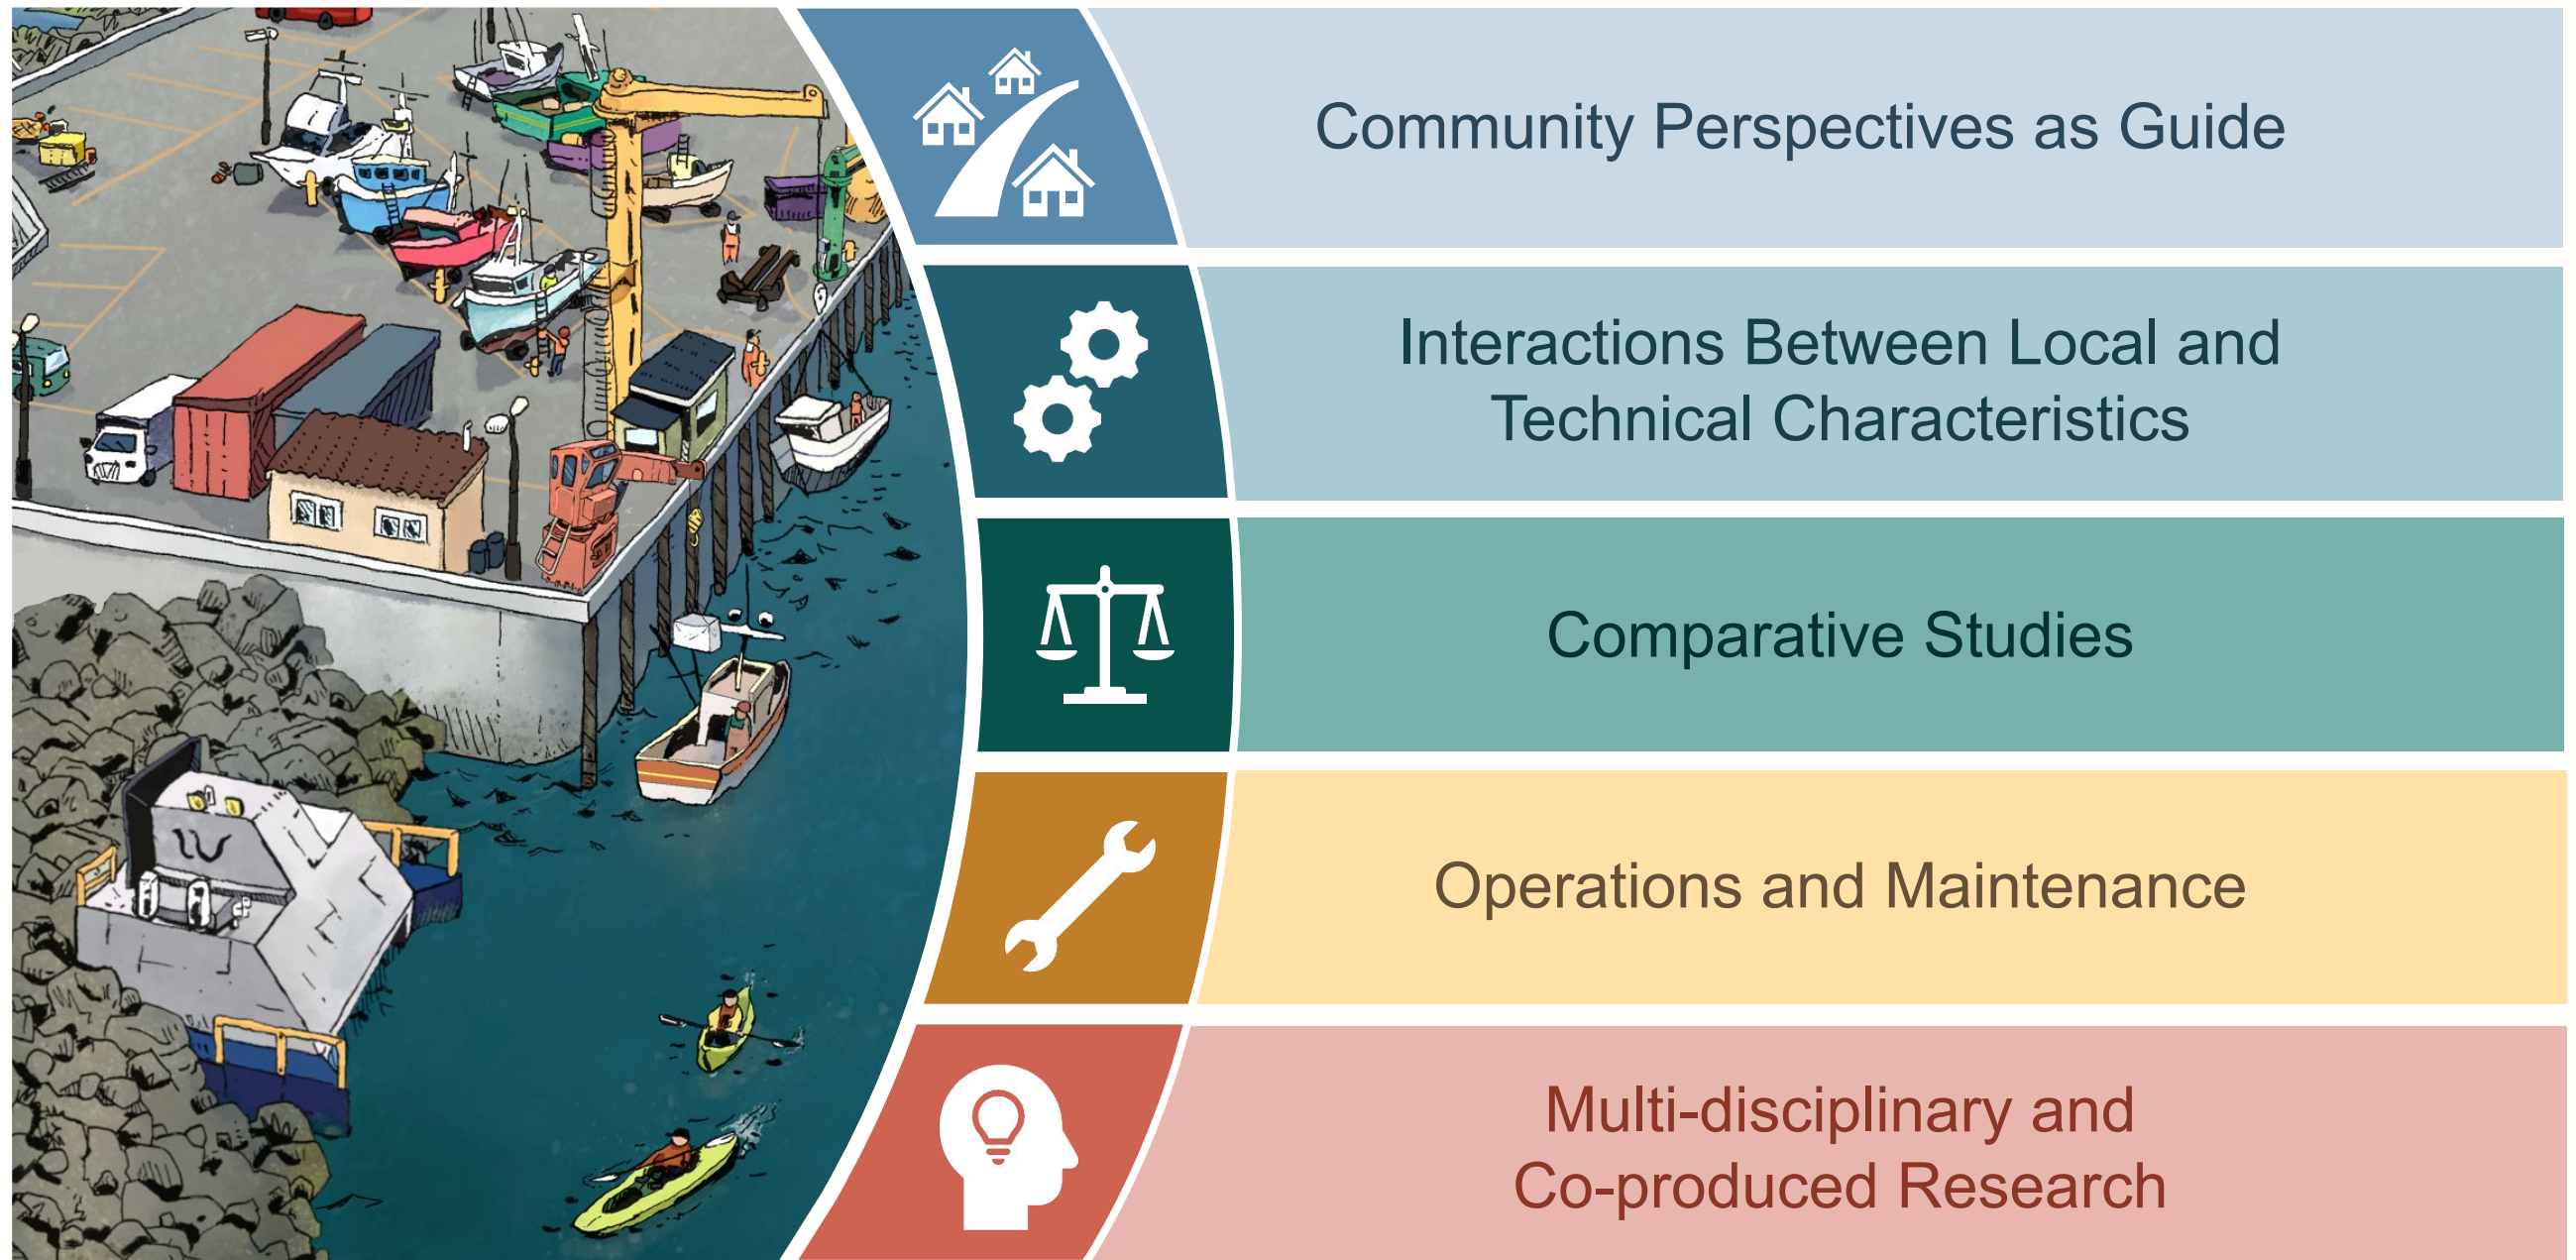 Community Perspectives as Guide
Interactions Between Local and
Technical Characteristics
Comparative Studies
Operations and Maintenance
Multi-disciplinary and
Co-produced Research